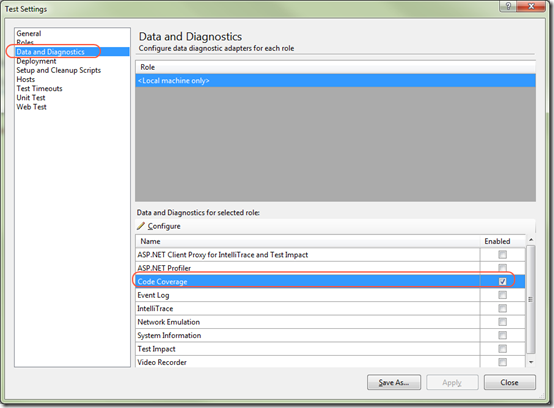 Test Settings
General
Roles
Data and Diagnostics
Deployment
Setup and Cleanup Scripts
Hosts
Test Timeouts
Unit Test
Web Test
Data and Diagnostics
Configure data diagnostic adapters for each role
Role
<Local machine only>
Data and Diagnostics for selected role:
Configure
Name Enabled
ASP.NET Client Proxy for IntelliTrace and Test Impact
ASP.NET Profiler
Code Coverage
Event Log
IntelliTrace
Network Emulation
System Information
Test Impact
Video Recorder
Save As... Apply Close